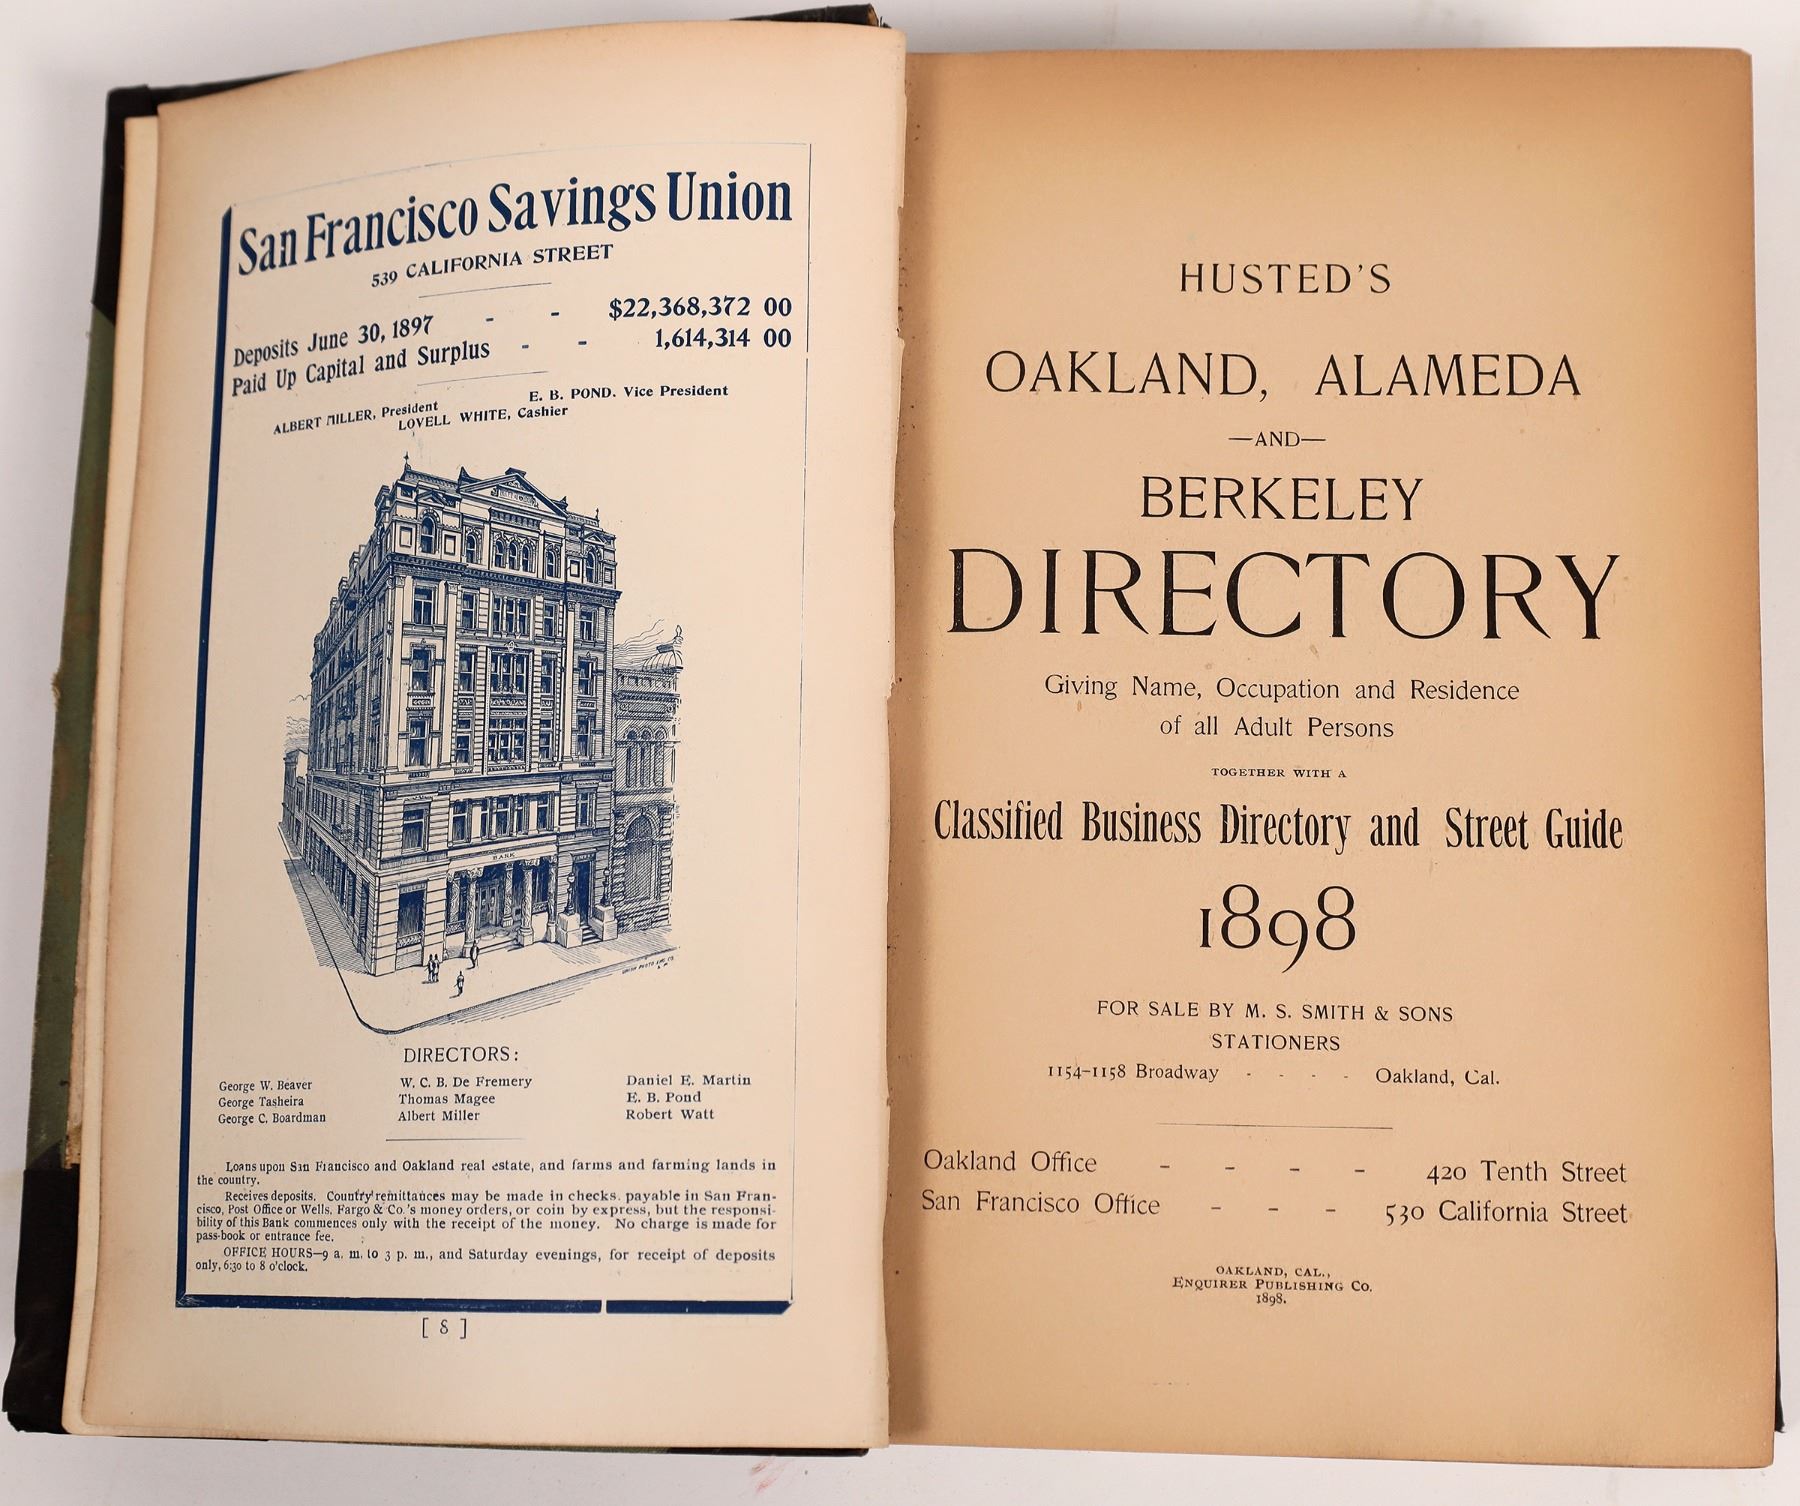 San Francisco Savings Union
539 CALIFORNIA STREET
Deposits June 30, 1897 - - $22,368,372 00
Paid Up Capital and Surplus - - 1,614,314 00
ALBERT MILLER, President E. B. POND. Vice President
LOVELL WHITE, Cashier
BANK
UNION PHOTO ENG. CO.
DIRECTORS:
George W. Beaver W. C. B. De Fremery Daniel E. Martin
George Tasheira Thomas Magee E. B. Pond
George C. Boardman Albert Miller Robert Watt
Loans upon San Francisco and Oakland real estate, and farms and farming lands in
the country.
Receives deposits. Country remittances may be made in checks. payable in San Fran-
cisco, Post Office or Wells, Fargo & Co.'s money orders, or coin by express, but the responsi-
bility of this Bank commences only with the receipt of the money. No charge is made for
pass-book or entrance fee.
OFFICE HOURS—9 a. m. to 3 p. m., and Saturday evenings, for receipt of deposits
only, 6:30 to 8 o'clock.
[ 8 ]
HUSTED'S
OAKLAND, ALAMEDA
—AND—
BERKELEY
DIRECTORY
Giving Name, Occupation and Residence
of all Adult Persons
TOGETHER WITH A
Classified Business Directory and Street Guide
1898
FOR SALE BY M. S. SMITH & SONS
STATIONERS
1154-1158 Broadway - - - - Oakland, Cal.
Oakland Office - - - - 420 Tenth Street
San Francisco Office - - - 530 California Street
OAKLAND, CAL.,
ENQUIRER PUBLISHING CO.
1898.